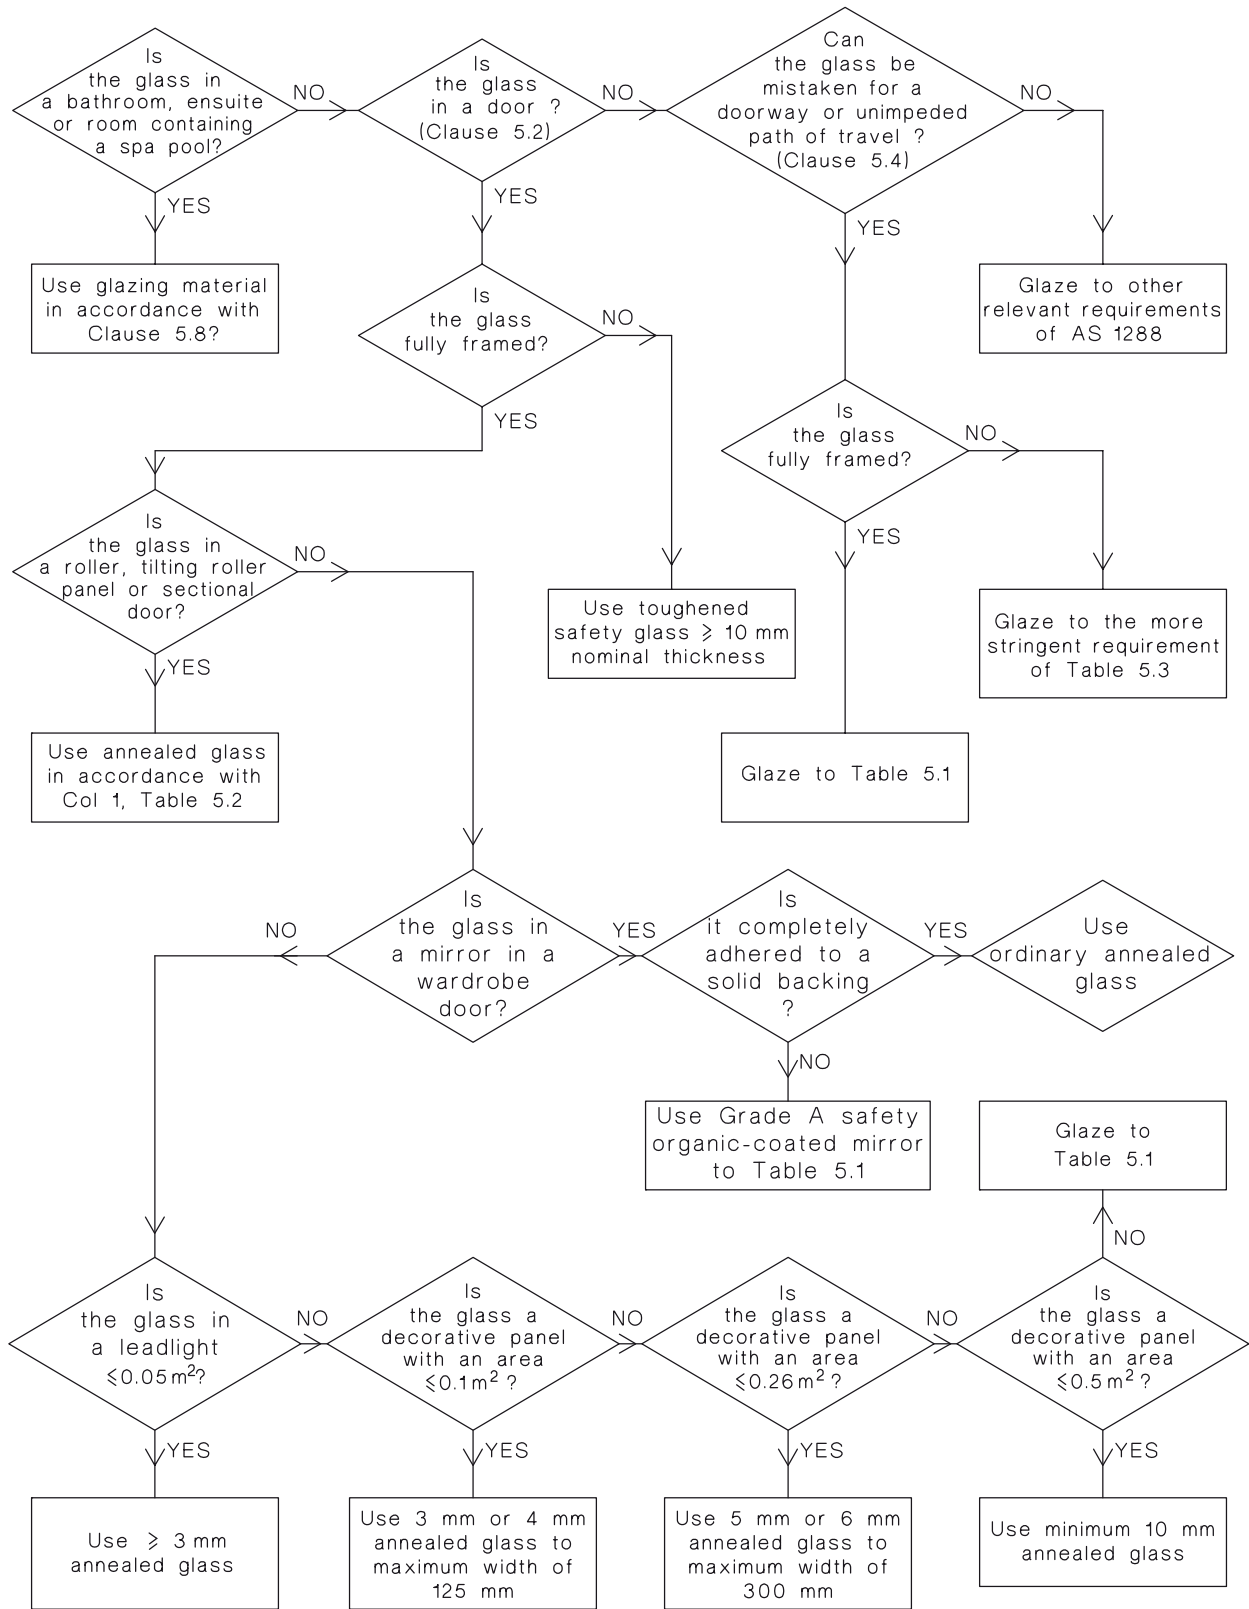 Is
the glass in
a bathroom, ensuite
or room containing
a spa pool?
NO
YES
Use glazing material
in accordance with
Clause 5.8?
Is
the glass
in a door ?
(Clause 5.2)
NO
YES
Can
the glass be
mistaken for a
doorway or unimpeded
path of travel ?
(Clause 5.4)
NO
YES
Glaze to other
relevant requirements
of AS 1288
Is
the glass
fully framed?
NO
YES
Use toughened
safety glass ⩾ 10 mm
nominal thickness
Is
the glass
fully framed?
NO
YES
Glaze to the more
stringent requirement
of Table 5.3
Glaze to Table 5.1
Is
the glass in
a roller, tilting roller
panel or sectional
door?
NO
YES
Use annealed glass
in accordance with
Col 1, Table 5.2
Is
the glass in
a mirror in a
wardrobe
door?
NO
YES
Is
it completely
adhered to a
solid backing
?
YES
NO
Use
ordinary annealed
glass
Use Grade A safety
organic-coated mirror
to Table 5.1
Glaze to
Table 5.1
Is
the glass in
a leadlight
⩽0.05 m²?
NO
YES
Use ⩾ 3 mm
annealed glass
Is
the glass a
decorative panel
with an area
⩽0.1 m² ?
NO
YES
Use 3 mm or 4 mm
annealed glass to
maximum width of
125 mm
Is
the glass a
decorative panel
with an area
⩽0.26 m² ?
NO
YES
Use 5 mm or 6 mm
annealed glass to
maximum width of
300 mm
Is
the glass a
decorative panel
with an area
⩽0.5 m² ?
NO
YES
Use minimum 10 mm
annealed glass